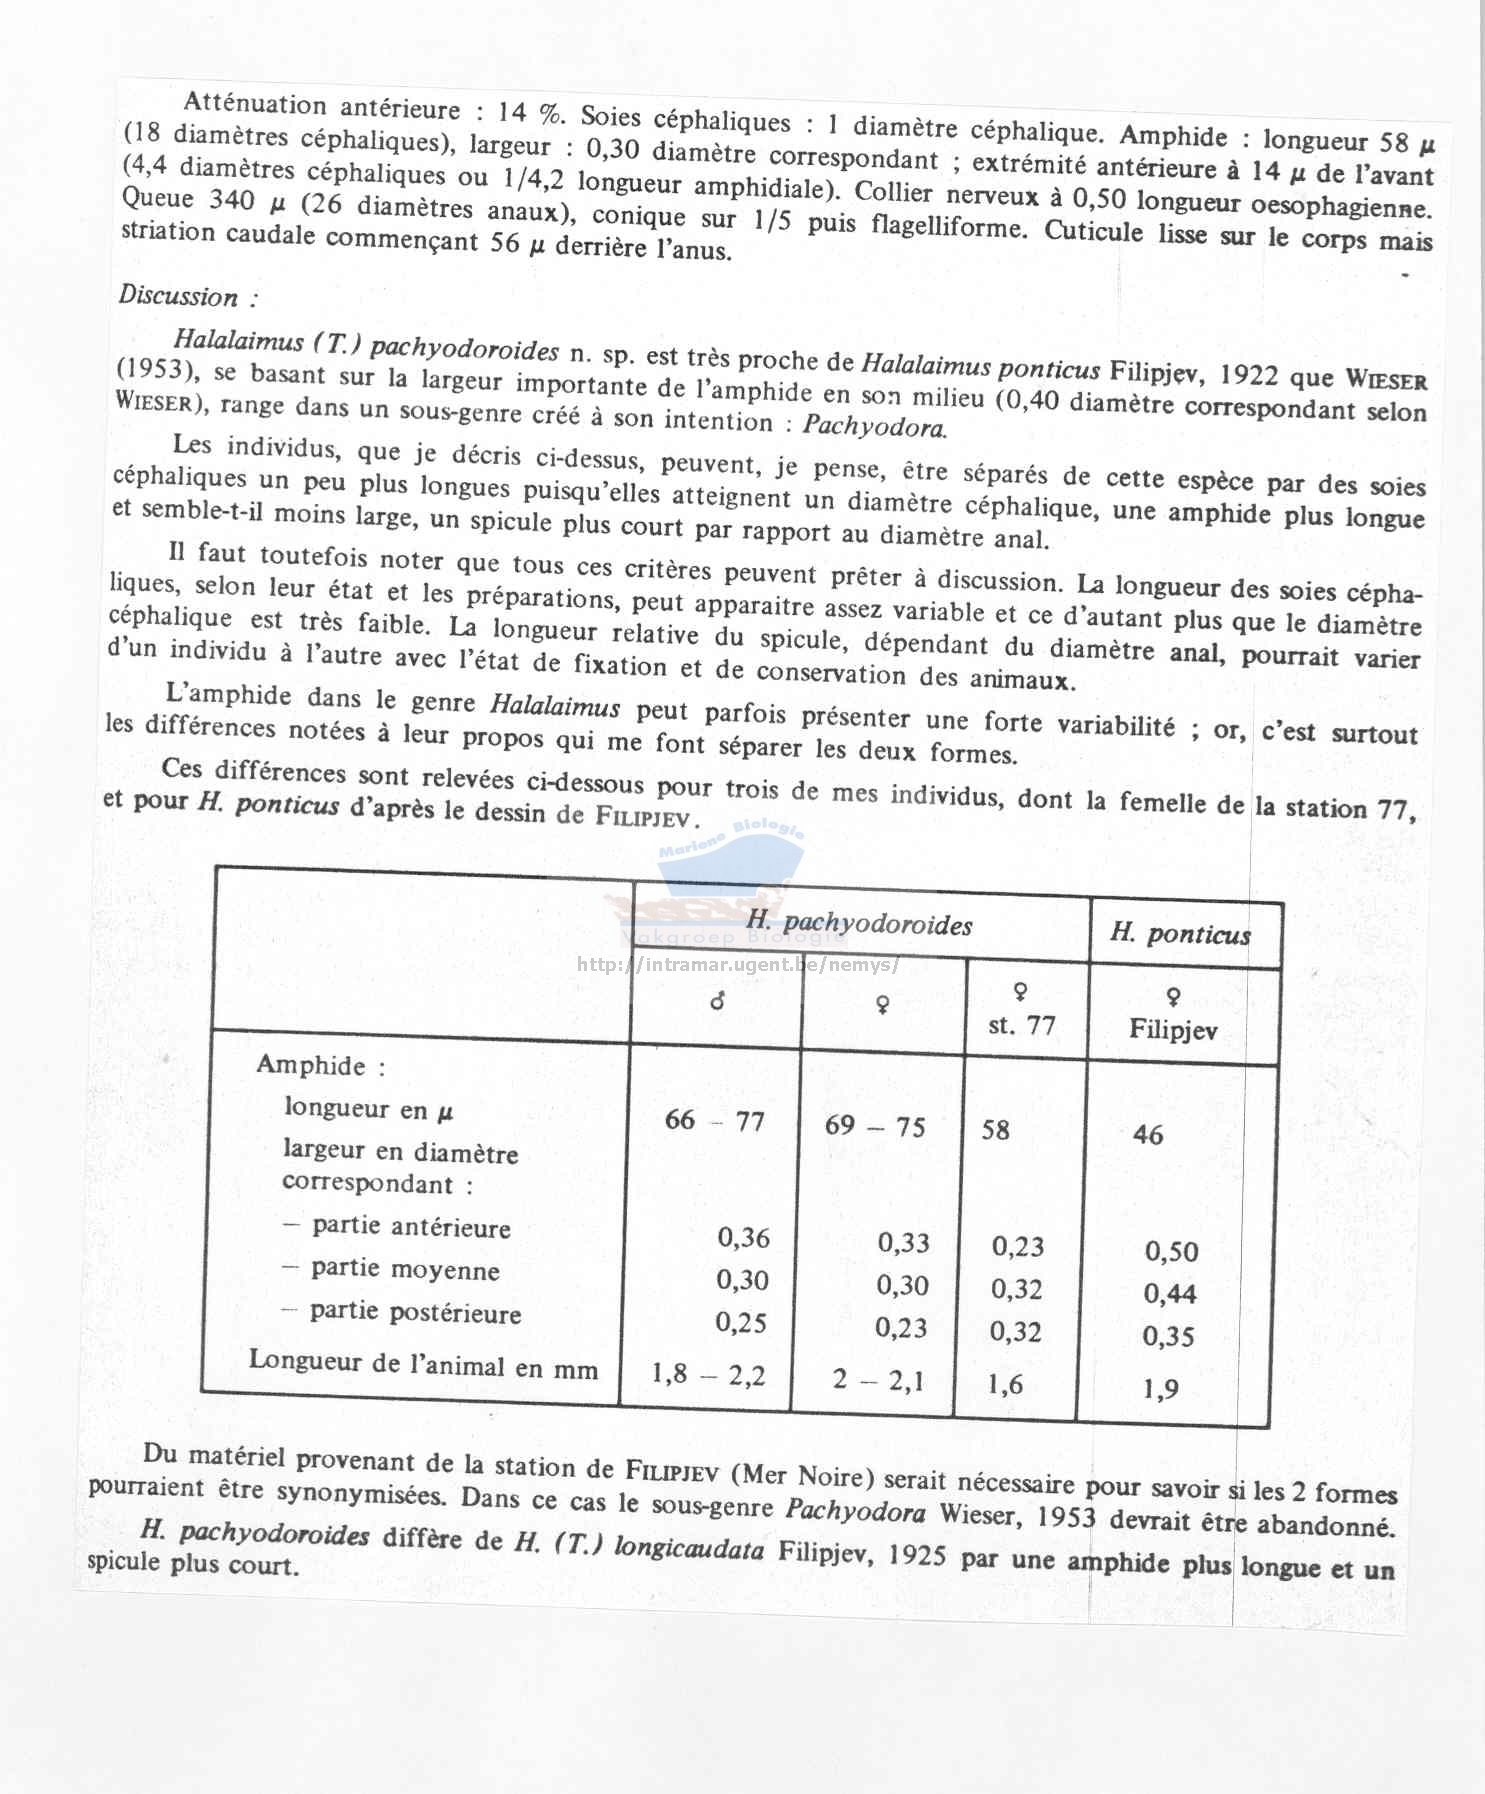 Atténuation antérieure : 14 %. Soies céphaliques : 1 diamètre céphalique. Amphide : longueur 58 µ
(18 diamètres céphaliques), largeur : 0,30 diamètre correspondant ; extrémité antérieure à 14 µ de l'avant
(4,4 diamètres céphaliques ou 1/4,2 longueur amphidiale). Collier nerveux à 0,50 longueur oesophagienne.
Queue 340 µ (26 diamètres anaux), conique sur 1/5 puis flagelliforme. Cuticule lisse sur le corps mais
striation caudale commençant 56 µ derrière l'anus.
Discussion :
Halalaimus (T.) pachyodoroides n. sp. est très proche de Halalaimus ponticus Filipjev, 1922 que WIESER
(1953), se basant sur la largeur importante de l'amphide en son milieu (0,40 diamètre correspondant selon
WIESER), range dans un sous-genre créé à son intention : Pachyodora.
Les individus, que je décris ci-dessus, peuvent, je pense, être séparés de cette espèce par des soies
céphaliques un peu plus longues puisqu'elles atteignent un diamètre céphalique, une amphide plus longue
et semble-t-il moins large, un spicule plus court par rapport au diamètre anal.
Il faut toutefois noter que tous ces critères peuvent prêter à discussion. La longueur des soies cépha-
liques, selon leur état et les préparations, peut apparaitre assez variable et ce d'autant plus que le diamètre
céphalique est très faible. La longueur relative du spicule, dépendant du diamètre anal, pourrait varier
d'un individu à l'autre avec l'état de fixation et de conservation des animaux.
L'amphide dans le genre Halalaimus peut parfois présenter une forte variabilité ; or, c'est surtout
les différences notées à leur propos qui me font séparer les deux formes.
Ces différences sont relevées ci-dessous pour trois de mes individus, dont la femelle de la station 77,
et pour H. ponticus d'après le dessin de FILIPJEV.
Mariene Biologie
Vakgroep Biologie
http://intramar.ugent.be/nemys/
H. pachyodoroides H. ponticus
♂ ♀ ♀ ♀
st. 77 Filipjev
Amphide :
longueur en µ 66 – 77 69 – 75 58 46
largeur en diamètre
correspondant :
– partie antérieure 0,36 0,33 0,23 0,50
– partie moyenne 0,30 0,30 0,32 0,44
– partie postérieure 0,25 0,23 0,32 0,35
Longueur de l'animal en mm 1,8 – 2,2 2 – 2,1 1,6 1,9
Du matériel provenant de la station de FILIPJEV (Mer Noire) serait nécessaire pour savoir si les 2 formes
pourraient être synonymisées. Dans ce cas le sous-genre Pachyodora Wieser, 1953 devrait être abandonné.
H. pachyodoroides diffère de H. (T.) longicaudata Filipjev, 1925 par une amphide plus longue et un
spicule plus court.